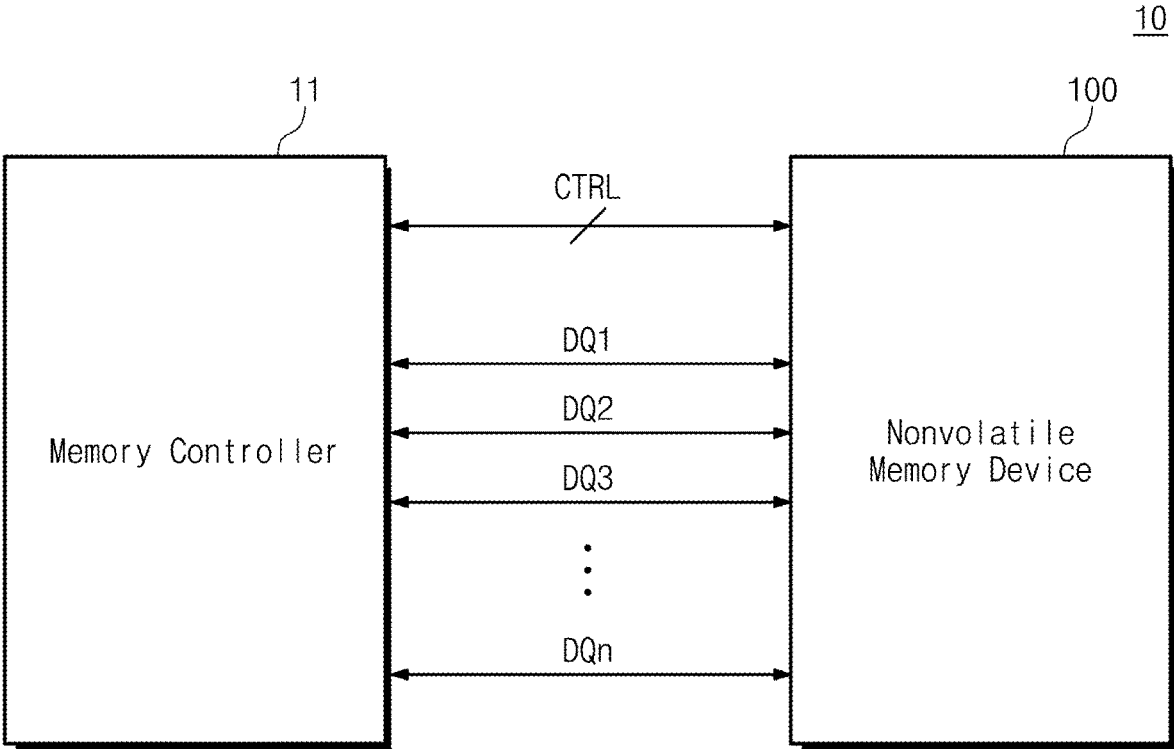 10
11
100
CTRL
DQ1
DQ2
DQ3
DQn
Memory Controller
Nonvolatile
Memory Device